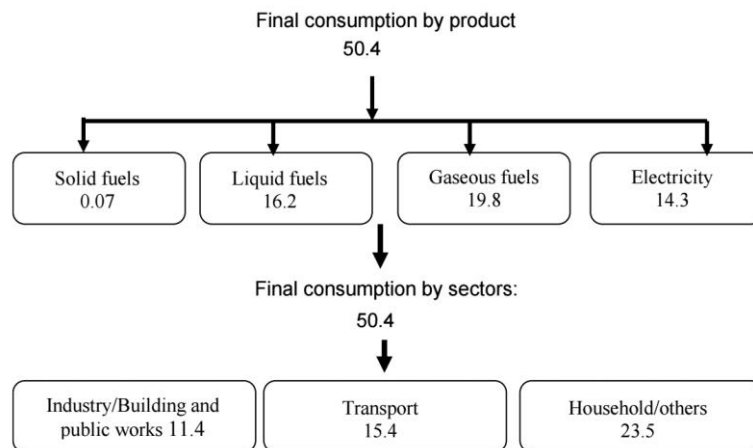 Final consumption by product
50.4
Solid fuels
0.07
Liquid fuels
16.2
Gaseous fuels
19.8
Electricity
14.3
Final consumption by sectors:
50.4
Industry/Building and
public works 11.4
Transport
15.4
Household/others
23.5